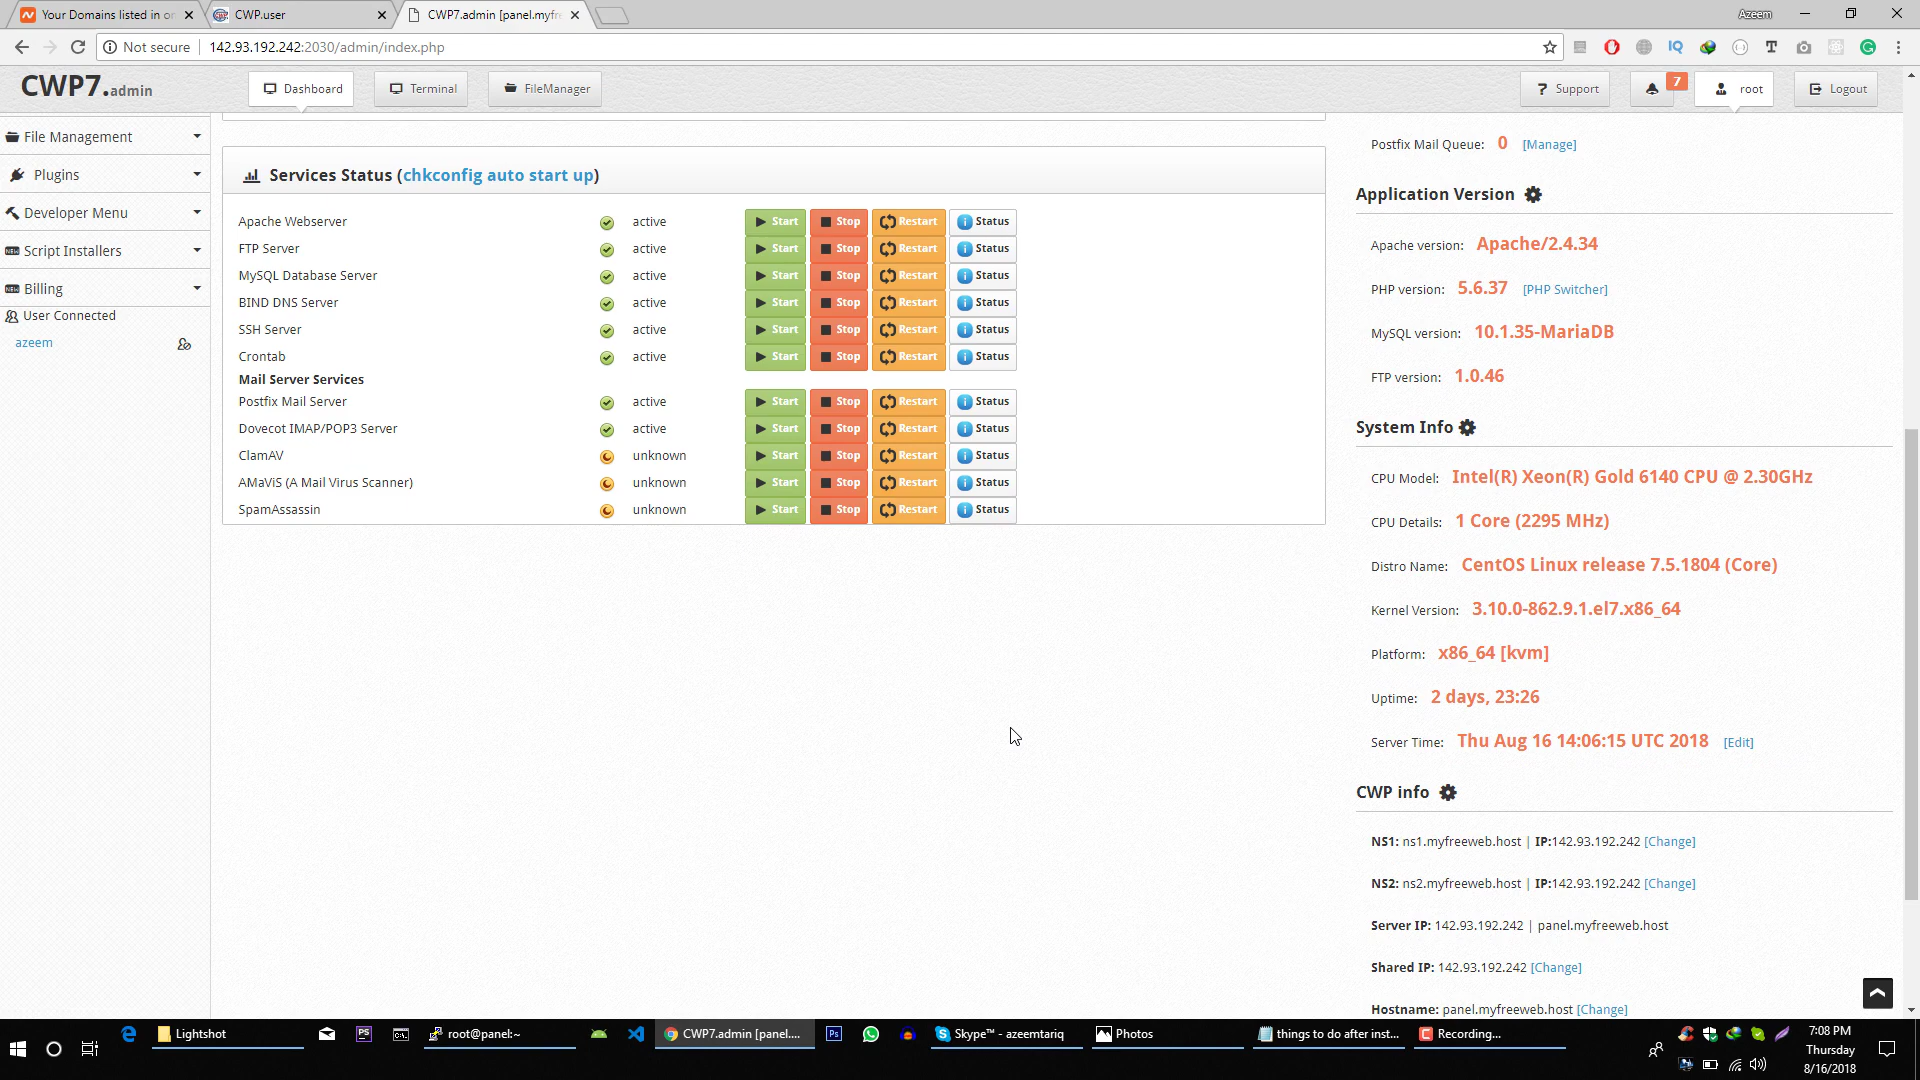 Your Domains listed in or
CWP.user
CWP7.admin [panel.myfr
Azeem
Not secure
142.93.192.242:2030/admin/index.php
CWP7.admin
Dashboard
Terminal
FileManager
? Support
7
root
Logout
File Management
Plugins
Developer Menu
Script Installers
Billing
User Connected
azeem
Services Status (chkconfig auto start up)
Apache Webserver active Start Stop Restart Status
FTP Server active Start Stop Restart Status
MySQL Database Server active Start Stop Restart Status
BIND DNS Server active Start Stop Restart Status
SSH Server active Start Stop Restart Status
Crontab active Start Stop Restart Status
Mail Server Services
Postfix Mail Server active Start Stop Restart Status
Dovecot IMAP/POP3 Server active Start Stop Restart Status
ClamAV unknown Start Stop Restart Status
AMaViS (A Mail Virus Scanner) unknown Start Stop Restart Status
SpamAssassin unknown Start Stop Restart Status
Postfix Mail Queue: 0 [Manage]
Application Version
Apache version: Apache/2.4.34
PHP version: 5.6.37 [PHP Switcher]
MySQL version: 10.1.35-MariaDB
FTP version: 1.0.46
System Info
CPU Model: Intel(R) Xeon(R) Gold 6140 CPU @ 2.30GHz
CPU Details: 1 Core (2295 MHz)
Distro Name: CentOS Linux release 7.5.1804 (Core)
Kernel Version: 3.10.0-862.9.1.el7.x86_64
Platform: x86_64 [kvm]
Uptime: 2 days, 23:26
Server Time: Thu Aug 16 14:06:15 UTC 2018 [Edit]
CWP info
NS1: ns1.myfreeweb.host | IP:142.93.192.242 [Change]
NS2: ns2.myfreeweb.host | IP:142.93.192.242 [Change]
Server IP: 142.93.192.242 | panel.myfreeweb.host
Shared IP: 142.93.192.242 [Change]
Hostname: panel.myfreeweb.host [Change]
Lightshot
root@panel:~
CWP7.admin [panel....
Skype™ - azeemtariq
Photos
things to do after inst...
Recording...
7:08 PM
Thursday
8/16/2018